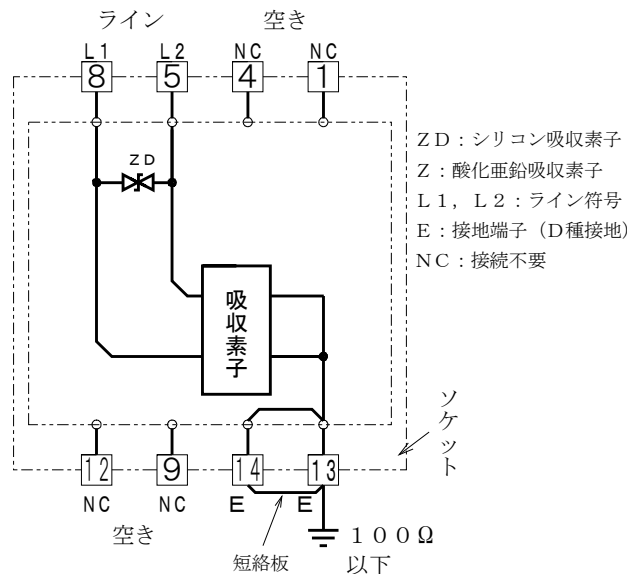 ライン 空き
L1 L2 NC NC
8 5 4 1
ZD
ZD:シリコン吸収素子
Z:酸化亜鉛吸収素子
L1,L2:ライン符号
E:接地端子(D種接地)
NC:接続不要
吸収素子
ソケット
12 9 14 13
NC NC E E
空き
短絡板
100Ω
以下